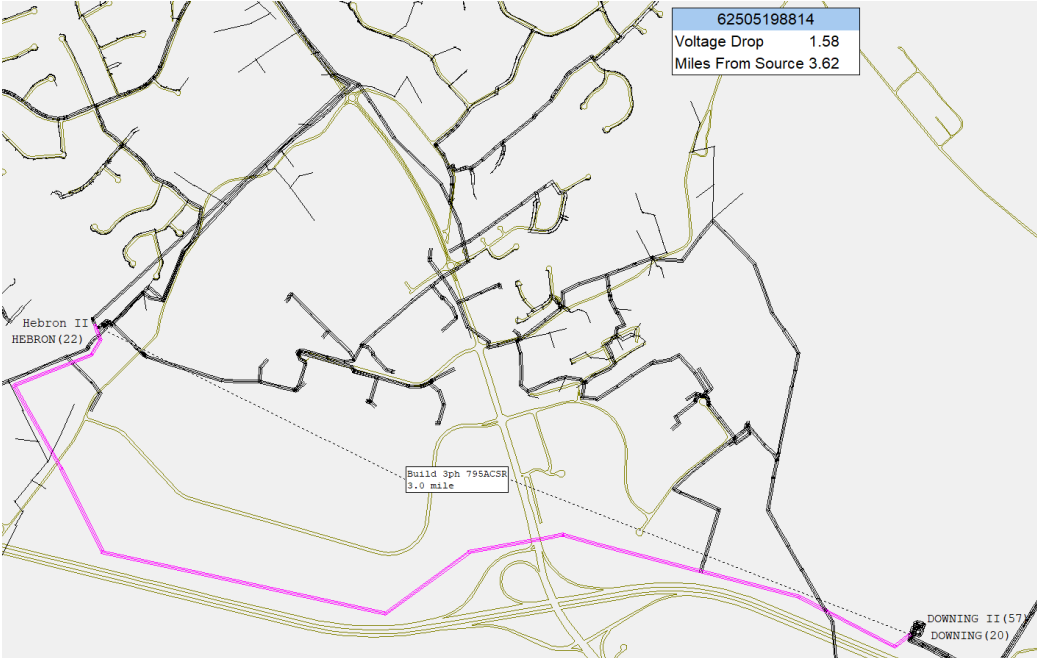 62505198814
Voltage Drop 1.58
Miles From Source 3.62
Hebron II
HEBRON(22)
Build 3ph 795ACSR
3.0 mile
DOWNING II(57)
DOWNING(20)